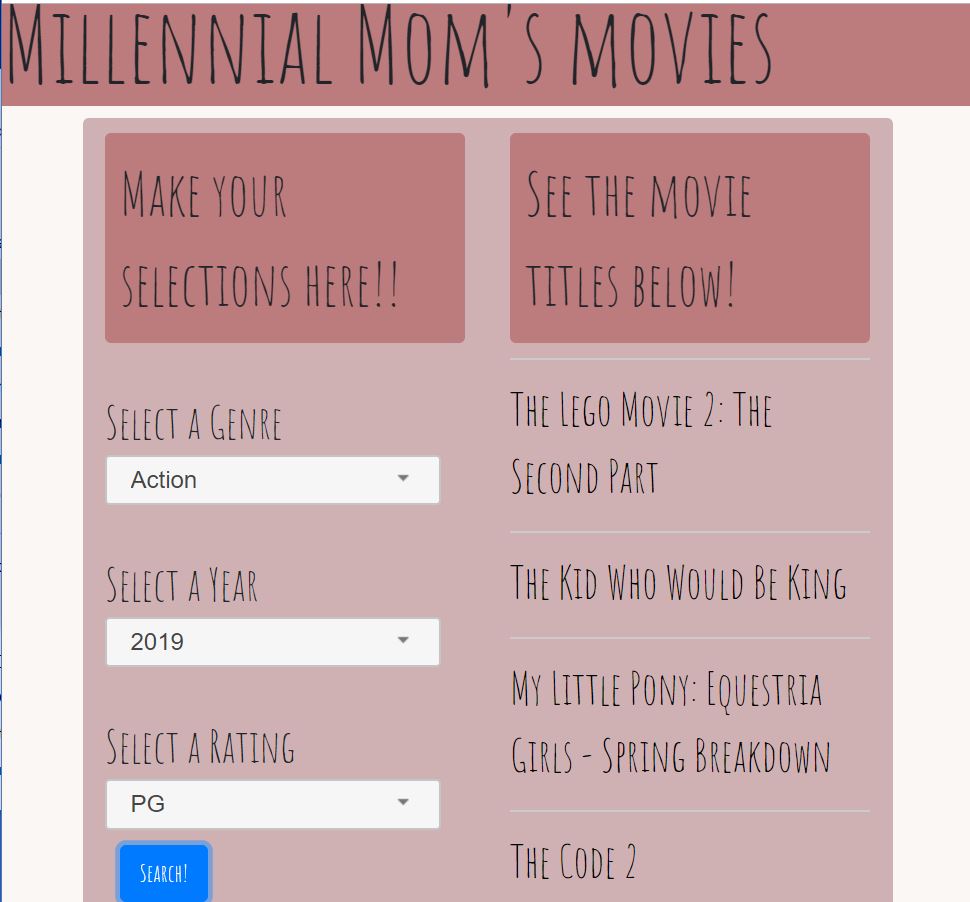 Millennial Mom's movies
Make your
selections here!!
Select a Genre
Action
Select a Year
2019
Select a Rating
PG
Search!
See the movie
titles below!
The Lego Movie 2: The
Second Part
The Kid Who Would Be King
My Little Pony: Equestria
Girls - Spring Breakdown
The Code 2